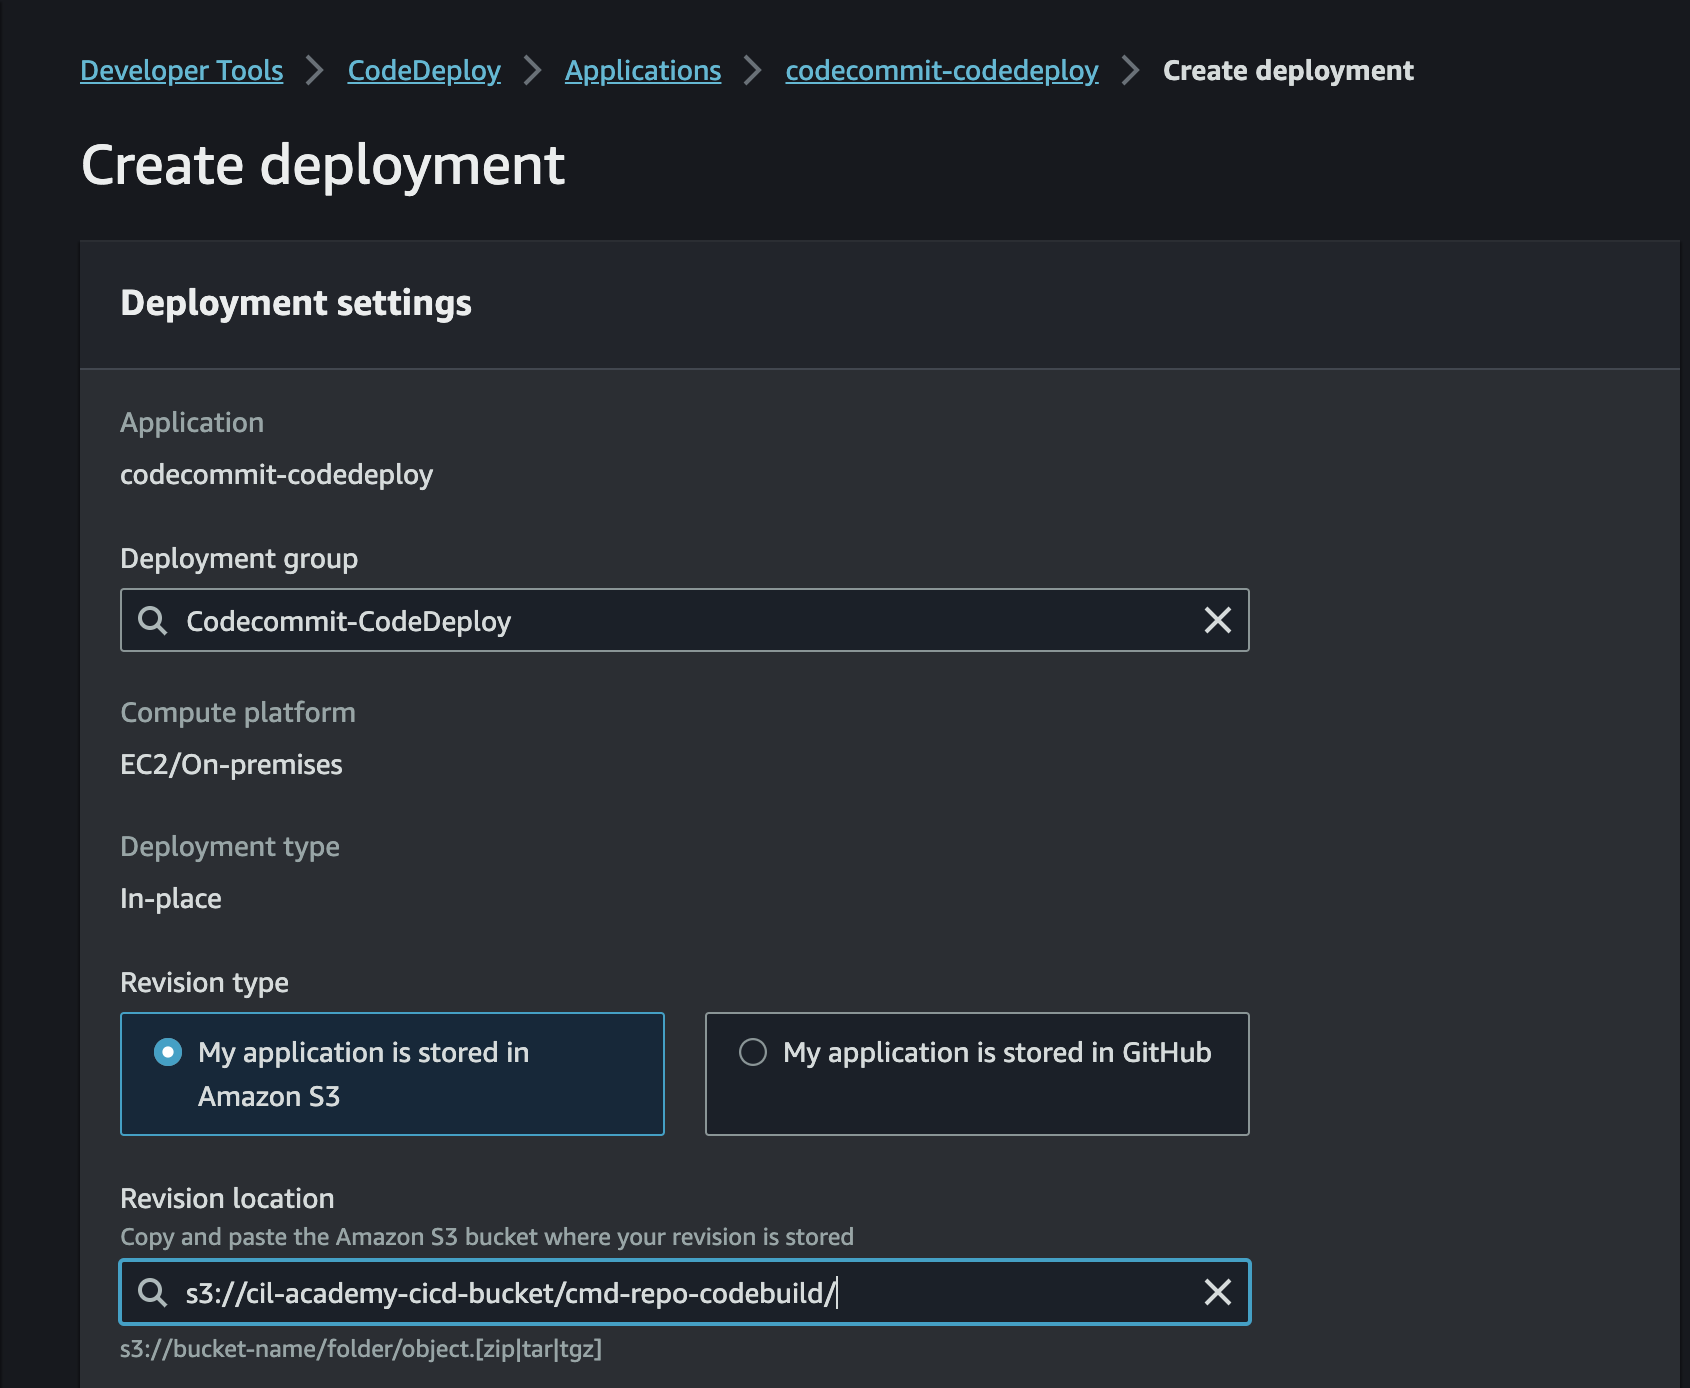 Developer Tools > CodeDeploy > Applications > codecommit-codedeploy > Create deployment
Create deployment
Deployment settings
Application
codecommit-codedeploy
Deployment group
Codecommit-CodeDeploy
Compute platform
EC2/On-premises
Deployment type
In-place
Revision type
My application is stored in
Amazon S3
My application is stored in GitHub
Revision location
Copy and paste the Amazon S3 bucket where your revision is stored
s3://cil-academy-cicd-bucket/cmd-repo-codebuild/
s3://bucket-name/folder/object.[zip|tar|tgz]